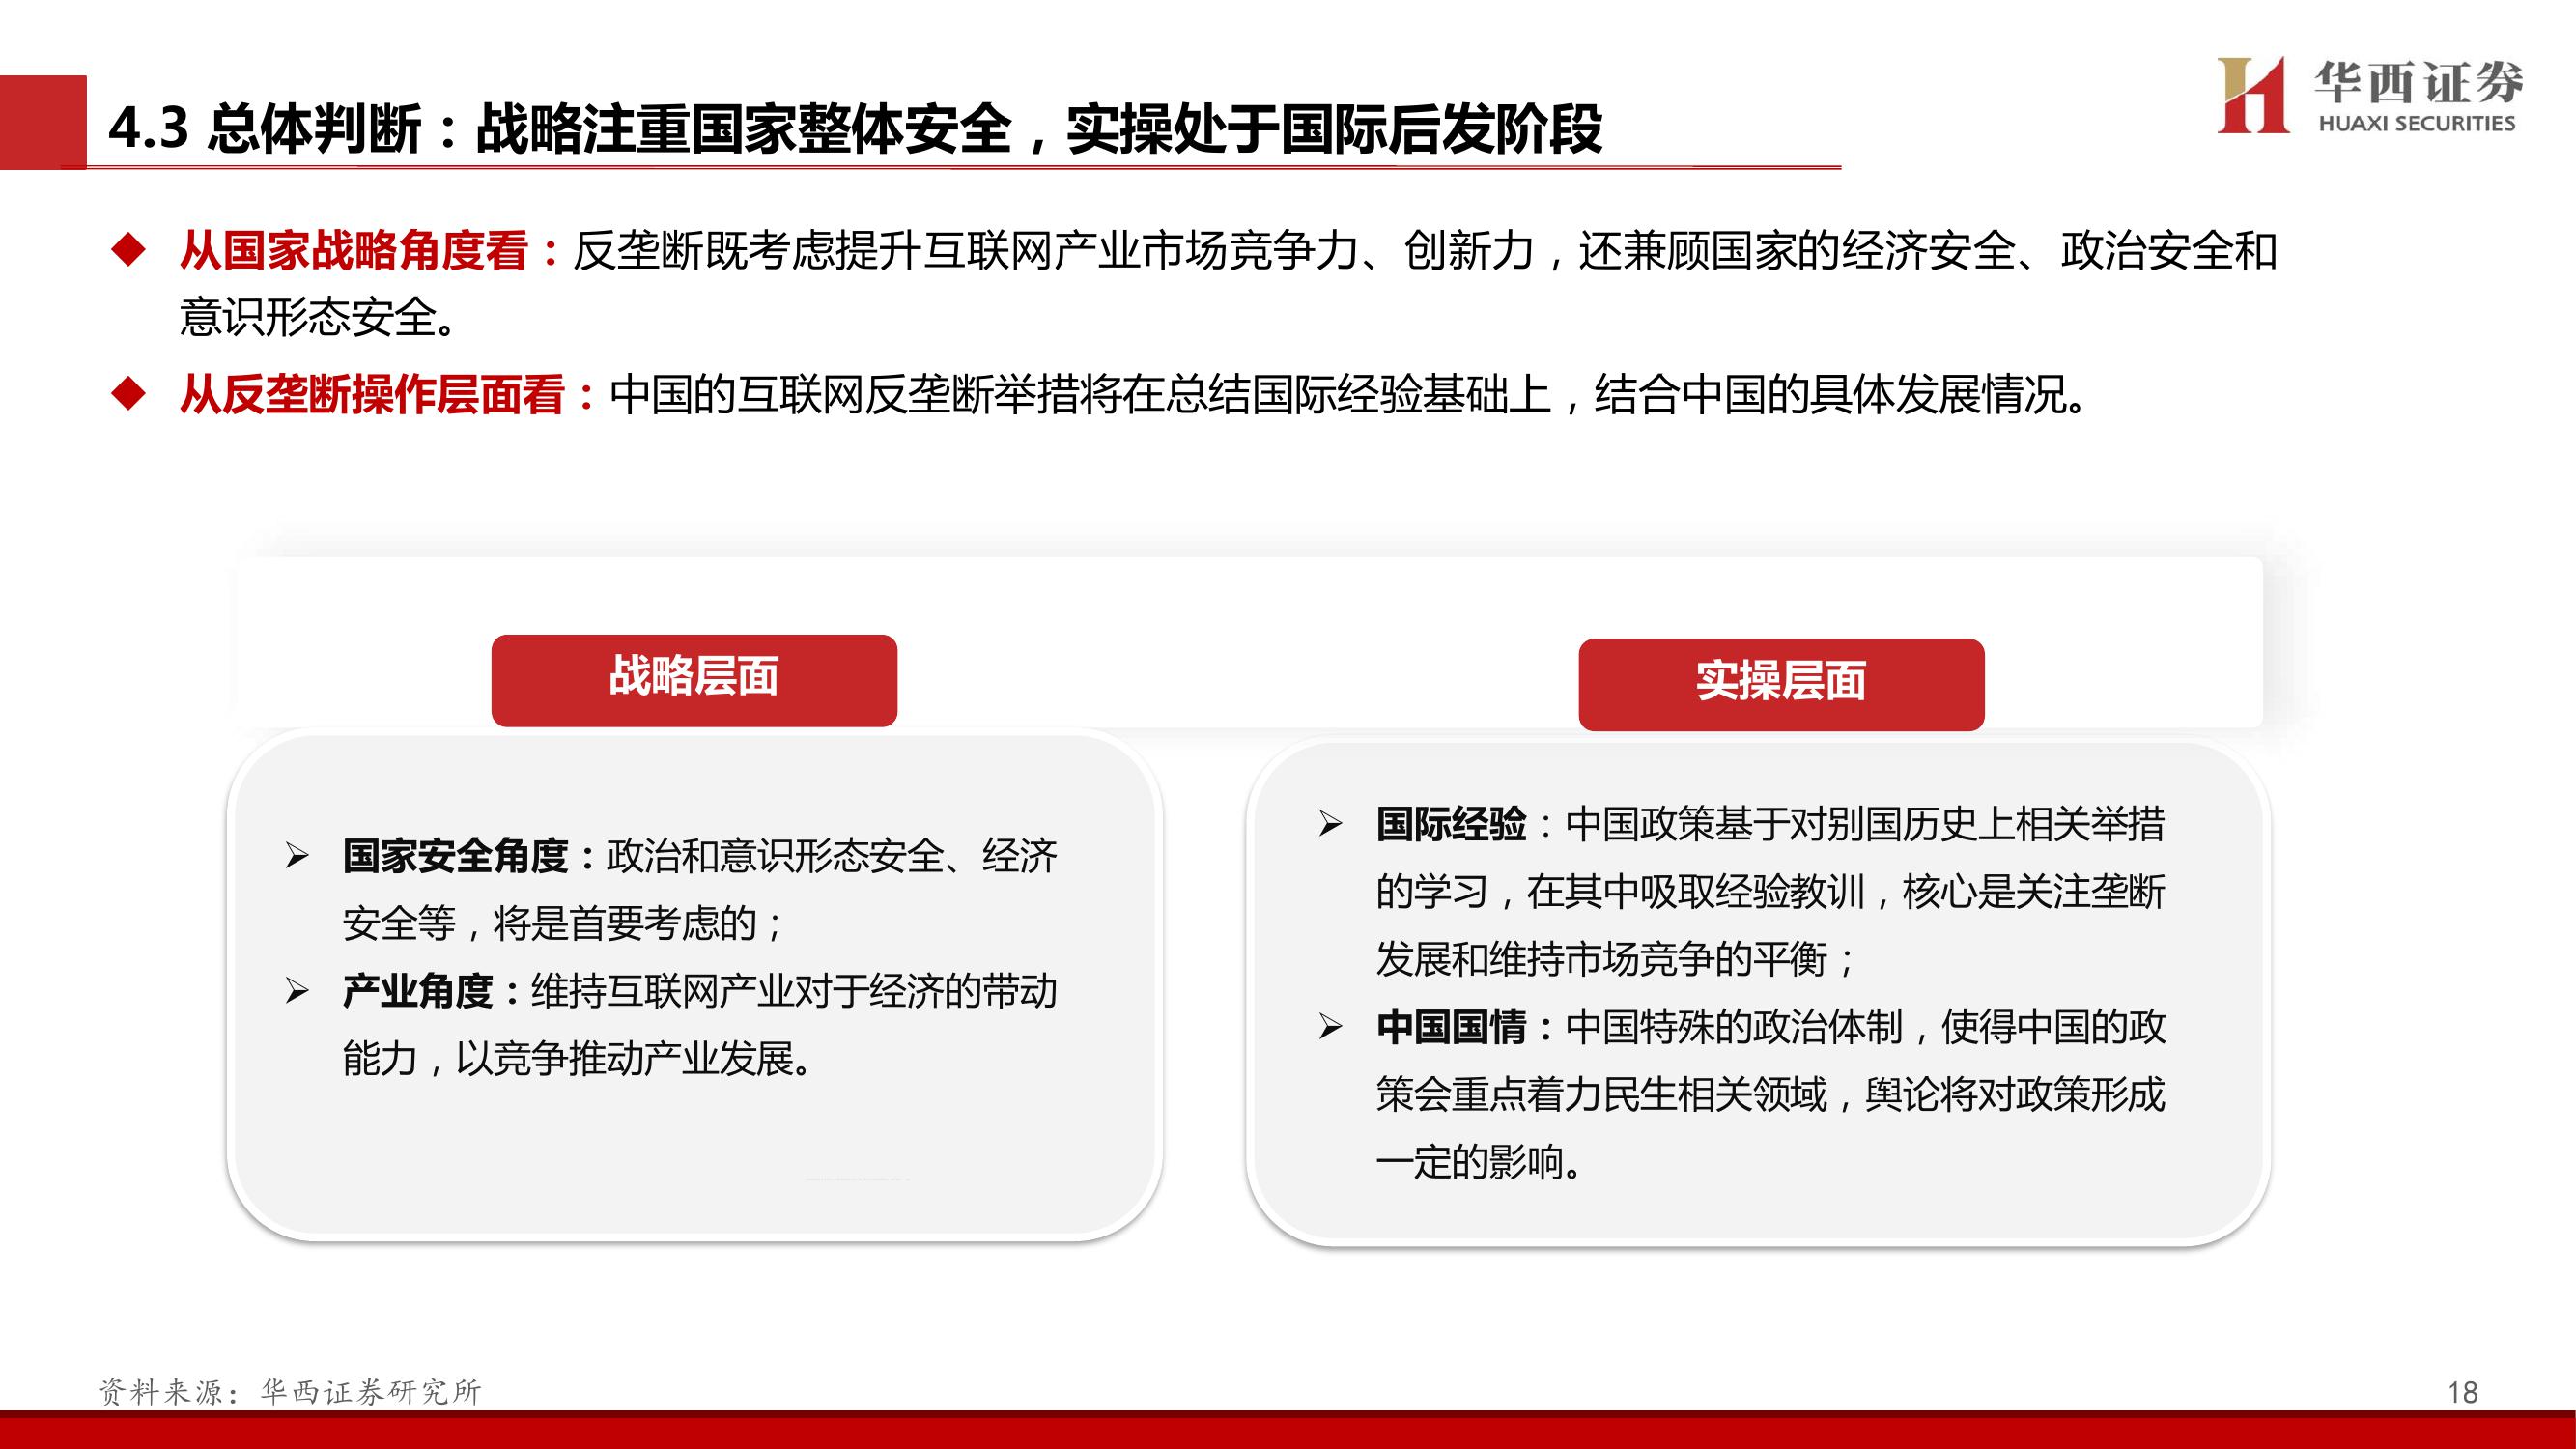 4.3 总体判断：战略注重国家整体安全，实操处于国际后发阶段
华西证券
HUAXI SECURITIES
◆ 从国家战略角度看：反垄断既考虑提升互联网产业市场竞争力、创新力，还兼顾国家的经济安全、政治安全和
意识形态安全。
◆ 从反垄断操作层面看：中国的互联网反垄断举措将在总结国际经验基础上，结合中国的具体发展情况。
战略层面
➢ 国家安全角度：政治和意识形态安全、经济
安全等，将是首要考虑的；
➢ 产业角度：维持互联网产业对于经济的带动
能力，以竞争推动产业发展。
实操层面
➢ 国际经验：中国政策基于对别国历史上相关举措
的学习，在其中吸取经验教训，核心是关注垄断
发展和维持市场竞争的平衡；
➢ 中国国情：中国特殊的政治体制，使得中国的政
策会重点着力民生相关领域，舆论将对政策形成
一定的影响。
资料来源：华西证券研究所
18